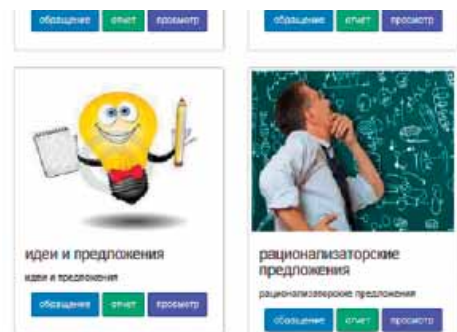 обращение отчет просмотр
обращение отчет просмотр
идеи и предложения
идеи и предложения
обращение отчет просмотр
рационализаторские
предложения
рационализаторские предложения
обращение отчет просмотр